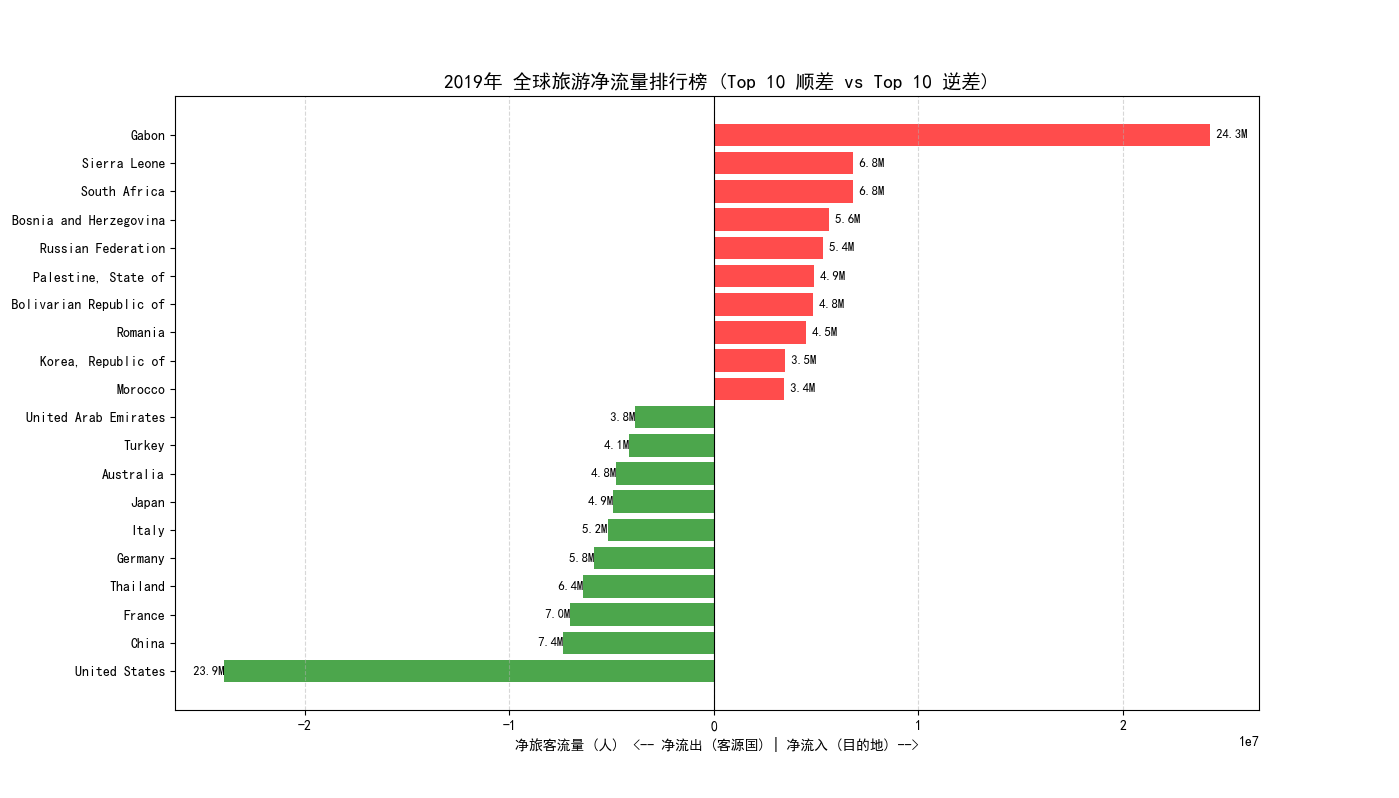 2019年 全球旅游净流量排行榜 (Top 10 顺差 vs Top 10 逆差)
Gabon 24.3M
Sierra Leone 6.8M
South Africa 6.8M
Bosnia and Herzegovina 5.6M
Russian Federation 5.4M
Palestine, State of 4.9M
Bolivarian Republic of 4.8M
Romania 4.5M
Korea, Republic of 3.5M
Morocco 3.4M
United Arab Emirates 3.8M
Turkey 4.1M
Australia 4.8M
Japan 4.9M
Italy 5.2M
Germany 5.8M
Thailand 6.4M
France 7.0M
China 7.4M
United States 23.9M
−2 −1 0 1 2
1e7
净旅客流量 (人) <-- 净流出 (客源国) | 净流入 (目的地) -->